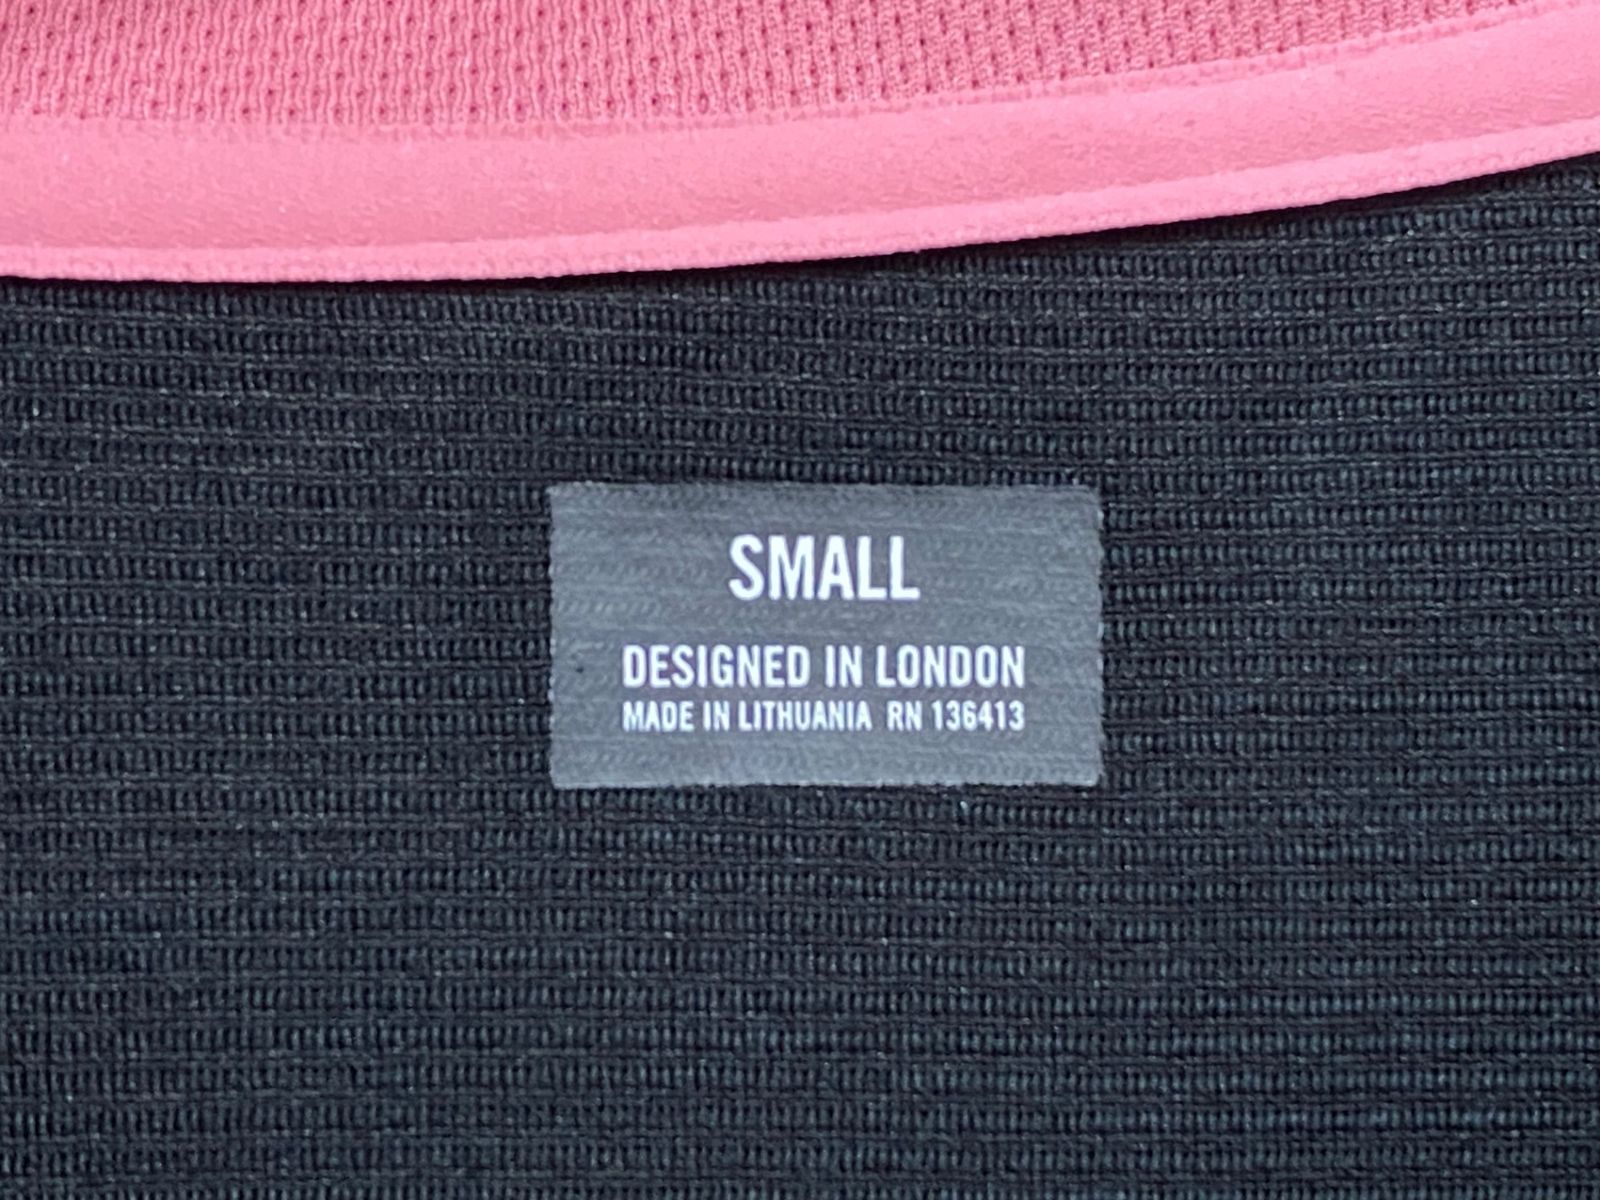 SMALL
DESIGNED IN LONDON
MADE IN LITHUANIA RN 136413